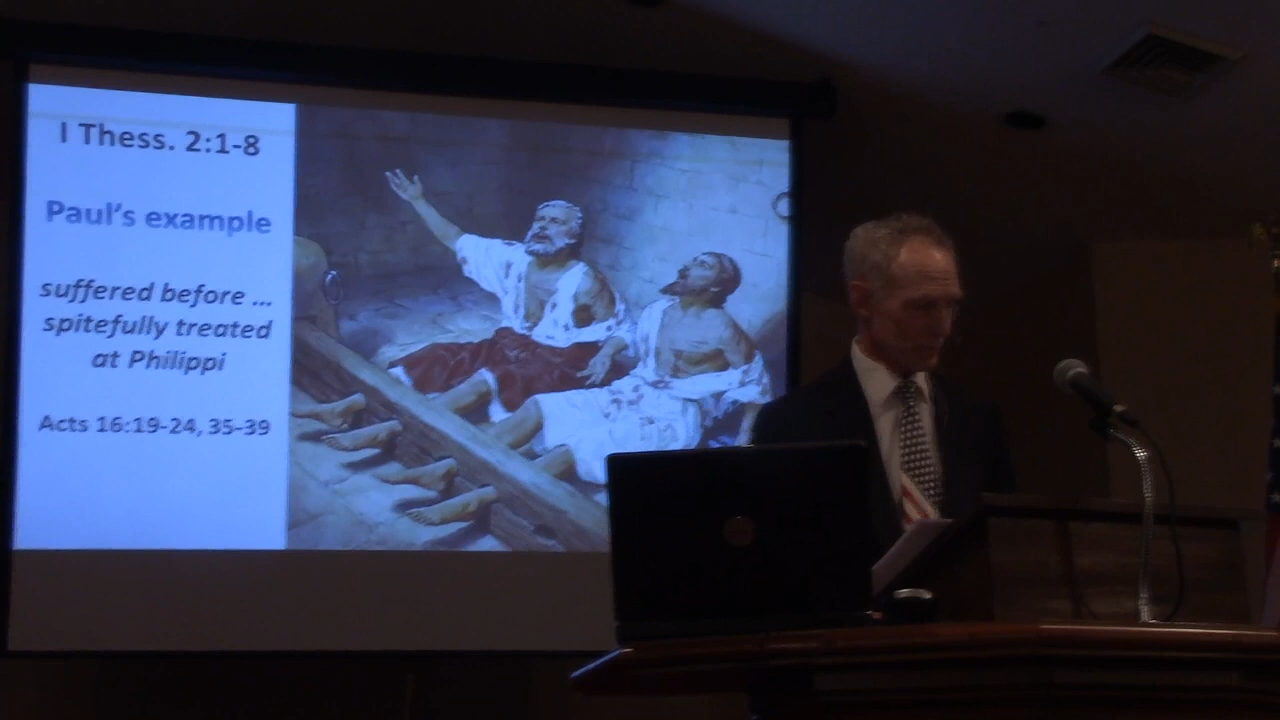 I Thess. 2:1-8
Paul's example
suffered before ...
spitefully treated
at Philippi
Acts 16:19-24, 35-39